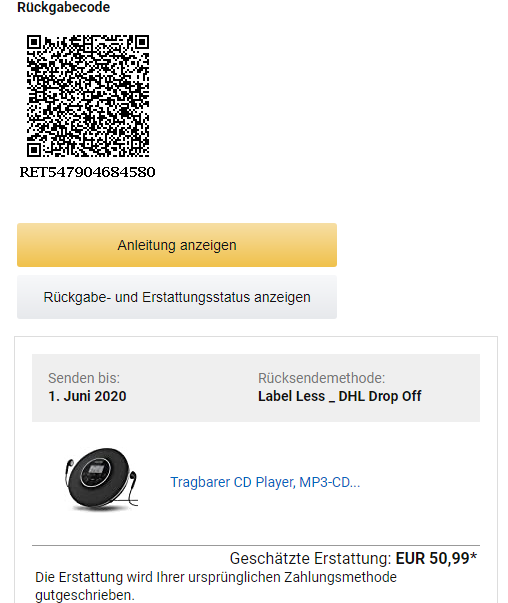 Rückgabecode
RET547904684580
Anleitung anzeigen
Rückgabe- und Erstattungsstatus anzeigen
Senden bis:
1. Juni 2020
Rücksendemethode:
Label Less _ DHL Drop Off
Tragbarer CD Player, MP3-CD...
Geschätzte Erstattung: EUR 50,99*
Die Erstattung wird Ihrer ursprünglichen Zahlungsmethode
gutgeschrieben.